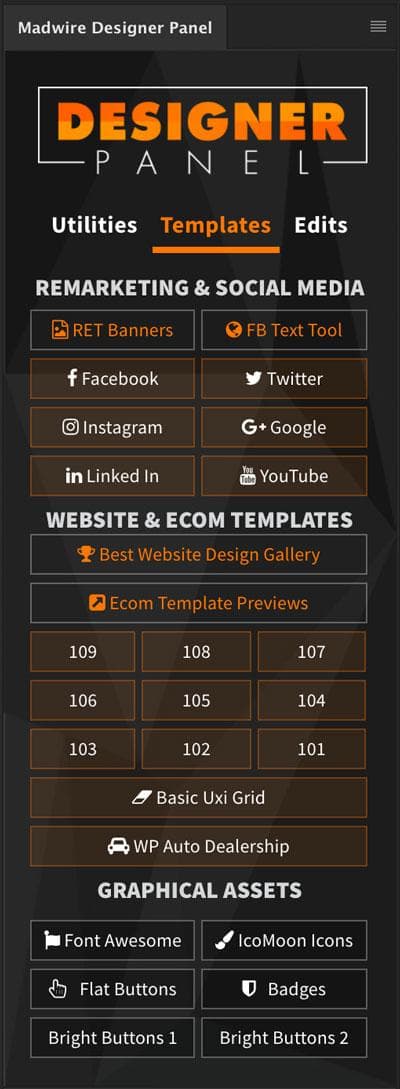 Madwire Designer Panel
DESIGNER
PANEL
Utilities Templates Edits
REMARKETING & SOCIAL MEDIA
RET Banners FB Text Tool
Facebook Twitter
Instagram G+ Google
in Linked In You Tube YouTube
WEBSITE & ECOM TEMPLATES
Best Website Design Gallery
Ecom Template Previews
109 108 107
106 105 104
103 102 101
Basic Uxi Grid
WP Auto Dealership
GRAPHICAL ASSETS
Font Awesome IcoMoon Icons
Flat Buttons Badges
Bright Buttons 1 Bright Buttons 2